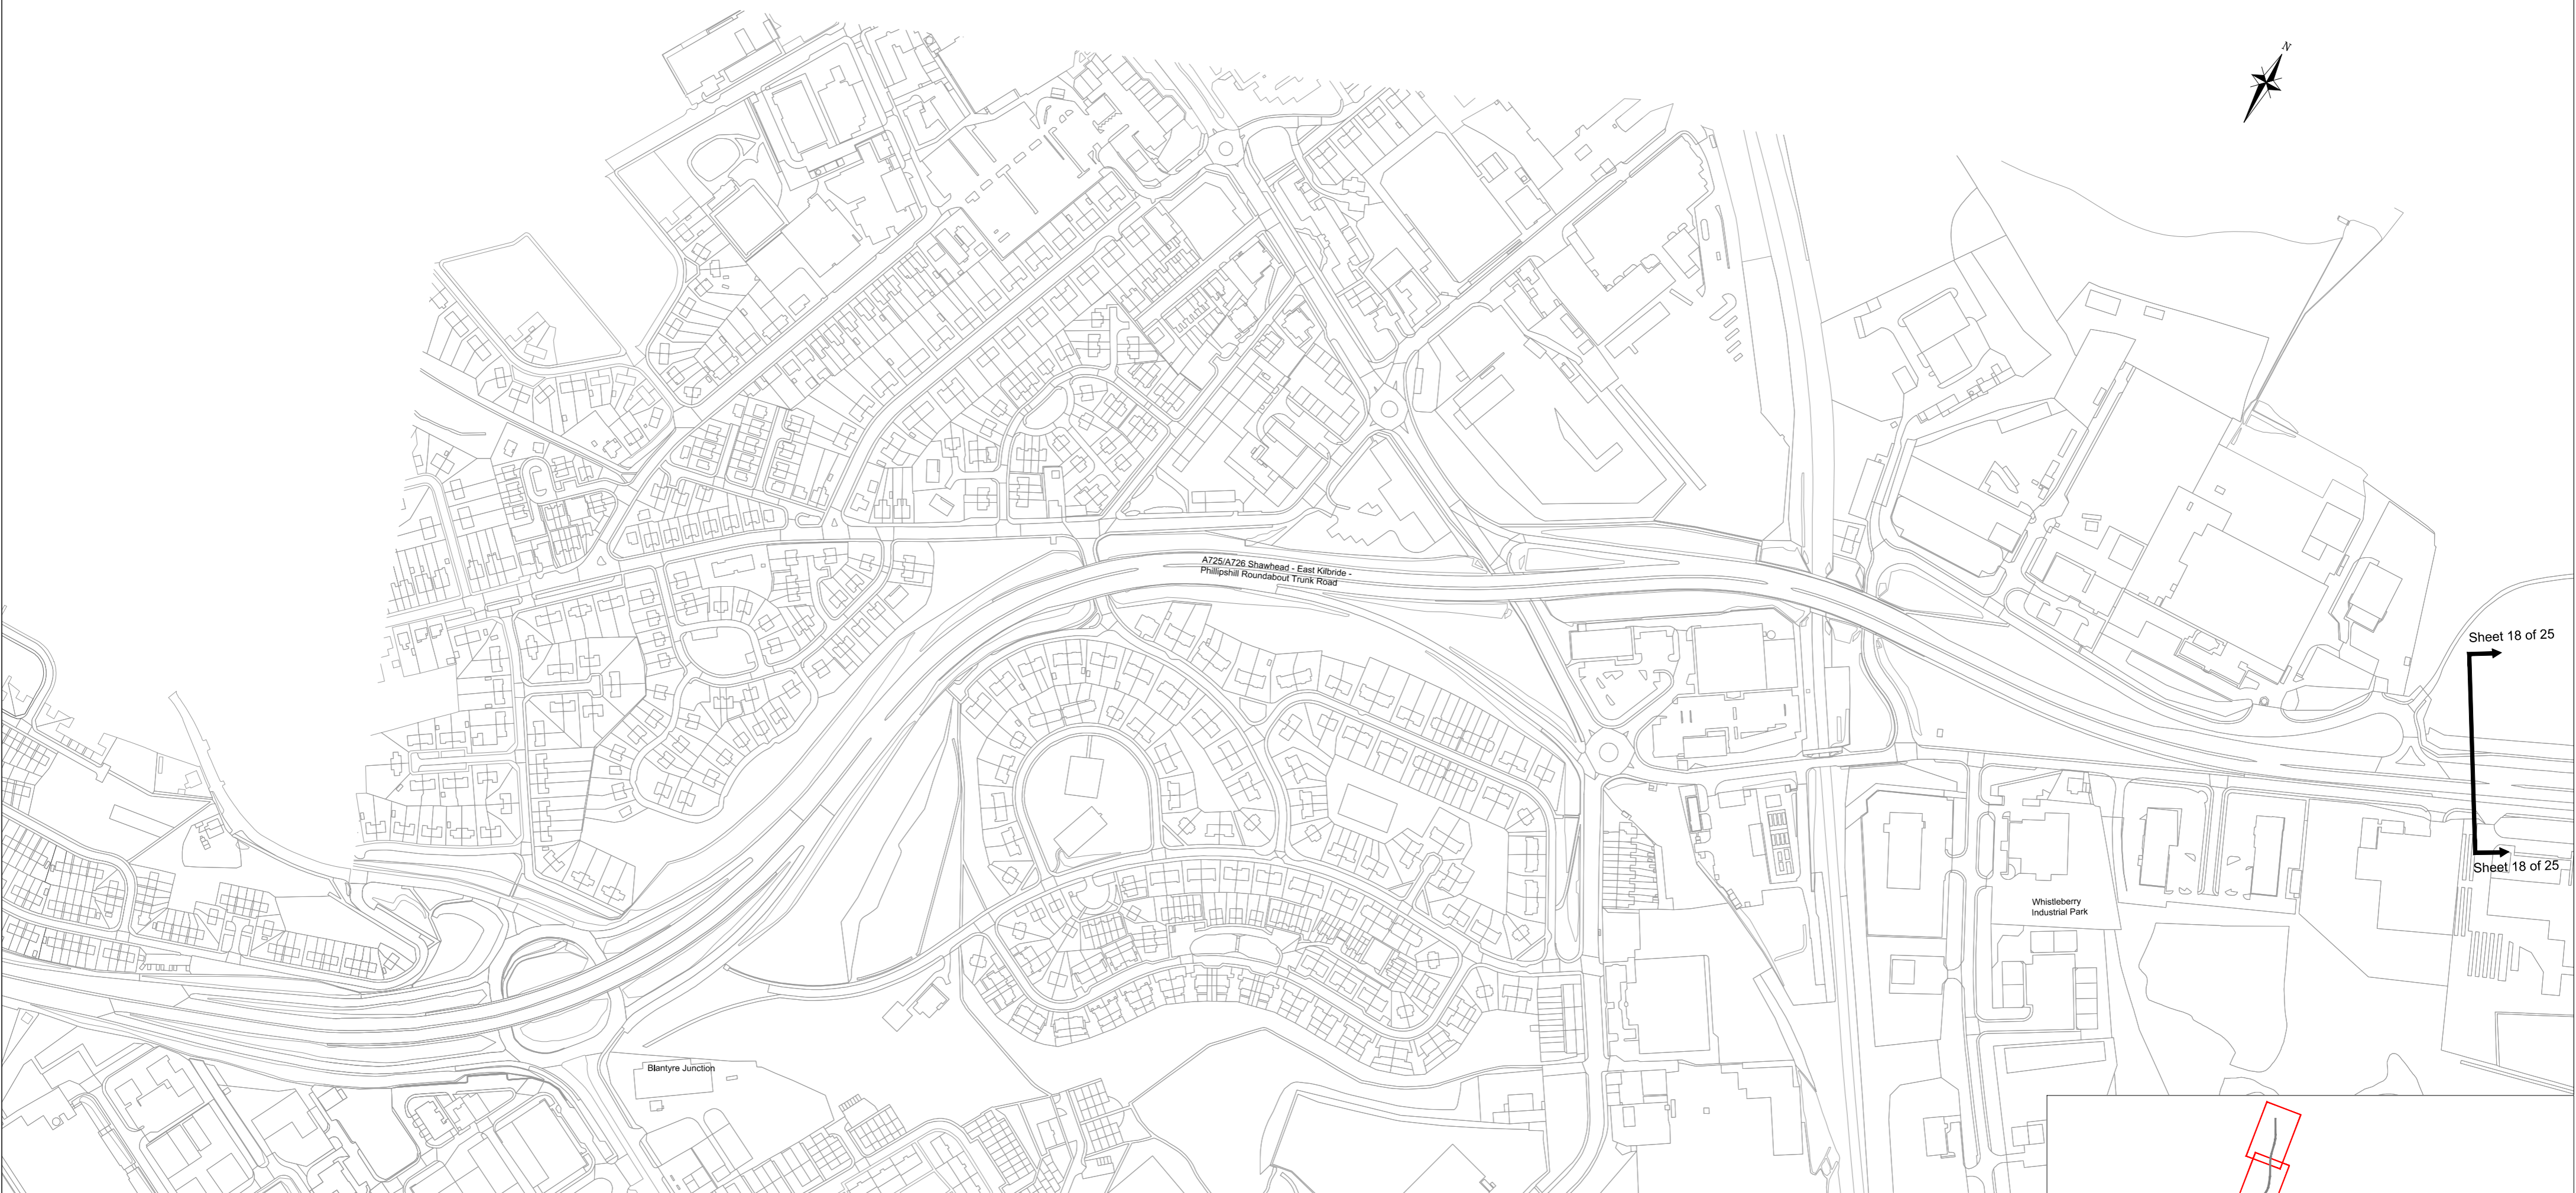 N
A725/A726 Shawhead - East Kilbride -
Phillipshill Roundabout Trunk Road
Sheet 18 of 25
Sheet 18 of 25
Whistleberry
Industrial Park
Blantyre Junction